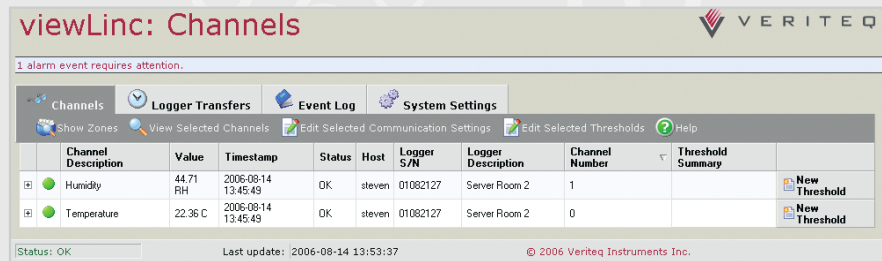 viewLinc: Channels
VERITEQ
1 alarm event requires attention.
Channels Logger Transfers Event Log System Settings
Show Zones View Selected Channels Edit Selected Communication Settings Edit Selected Thresholds Help
Channel Description Value Timestamp Status Host Logger S/N Logger Description Channel Number Threshold Summary
Humidity 44.71 RH 2006-08-14 13:45:49 OK steven 01082127 Server Room 2 1 New Threshold
Temperature 22.36 C 2006-08-14 13:45:49 OK steven 01082127 Server Room 2 0 New Threshold
Status: OK Last update: 2006-08-14 13:53:37 © 2006 Veriteq Instruments Inc.